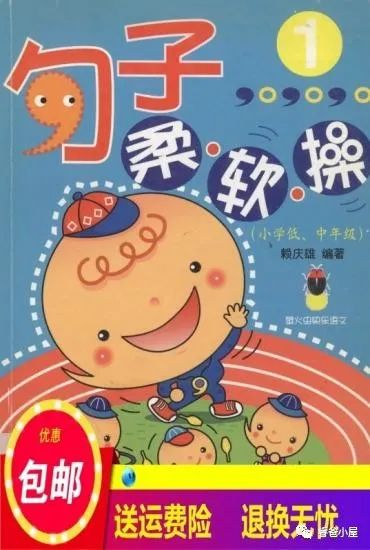 1
句子
柔·软·操
(小学低、中年级)
赖庆雄 编著
萤火虫快乐语文
9
优惠
包邮
送运费险 退换无忧
睿爸小屋